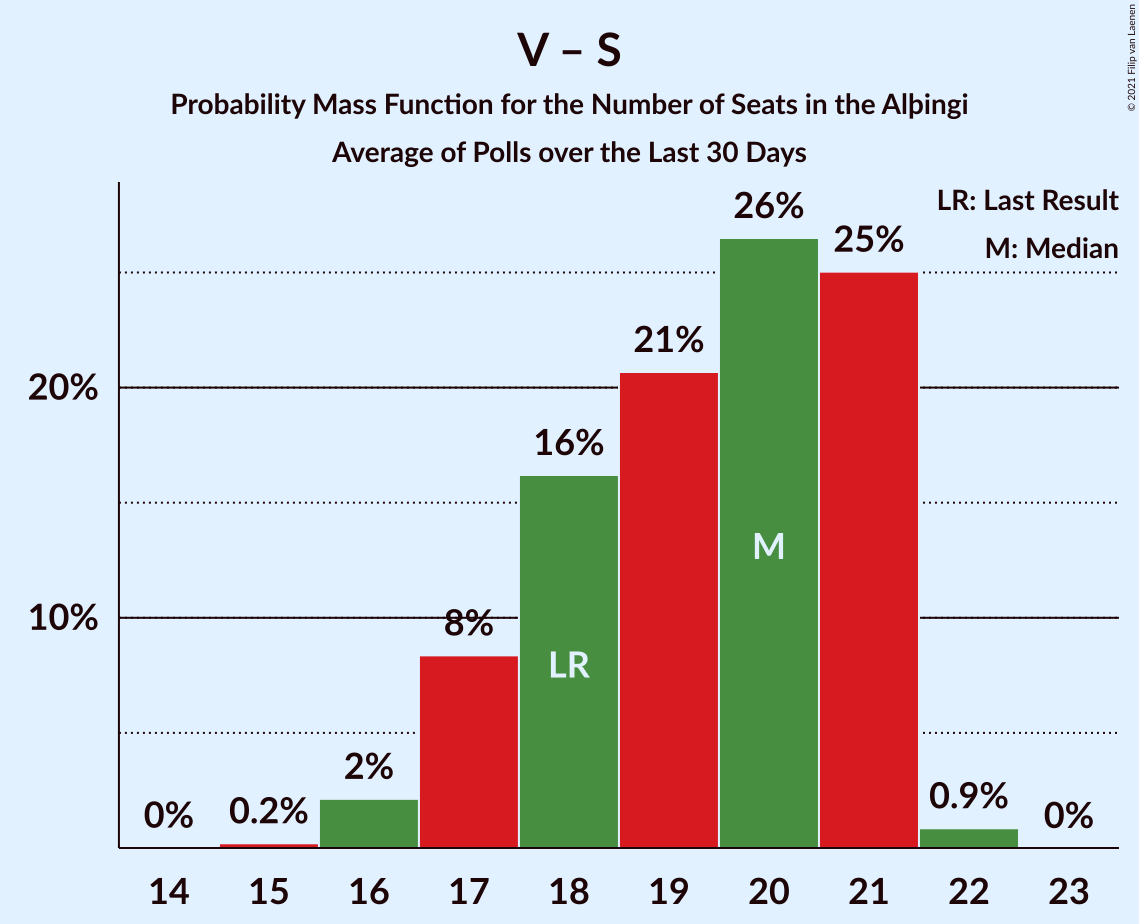 V – S
Probability Mass Function for the Number of Seats in the Alþingi
Average of Polls over the Last 30 Days
© 2021 Filip van Laenen
LR: Last Result
M: Median
26%
25%
21%
20%
16%
M
10%
8%
LR
2%
0%
0.2%
0.9%
0%
14 15 16 17 18 19 20 21 22 23